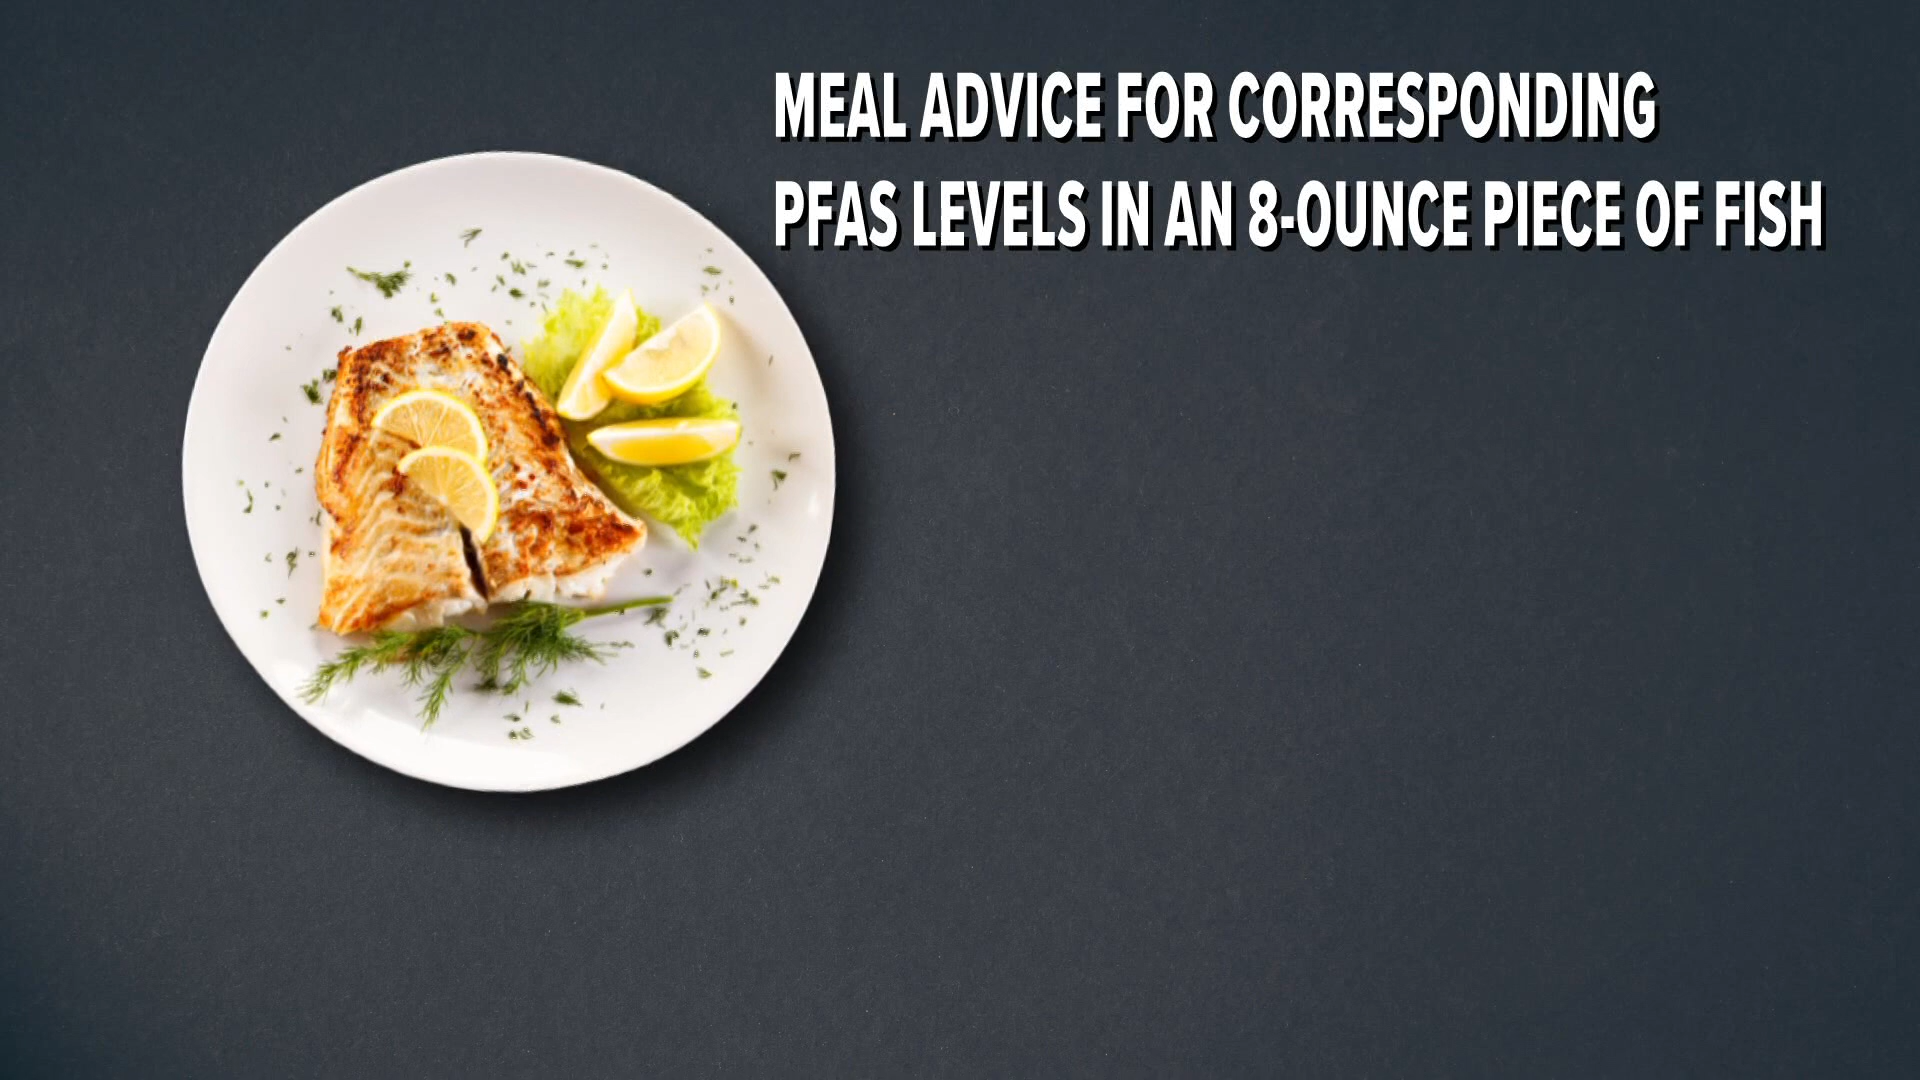 MEAL ADVICE FOR CORRESPONDING
PFAS LEVELS IN AN 8-OUNCE PIECE OF FISH